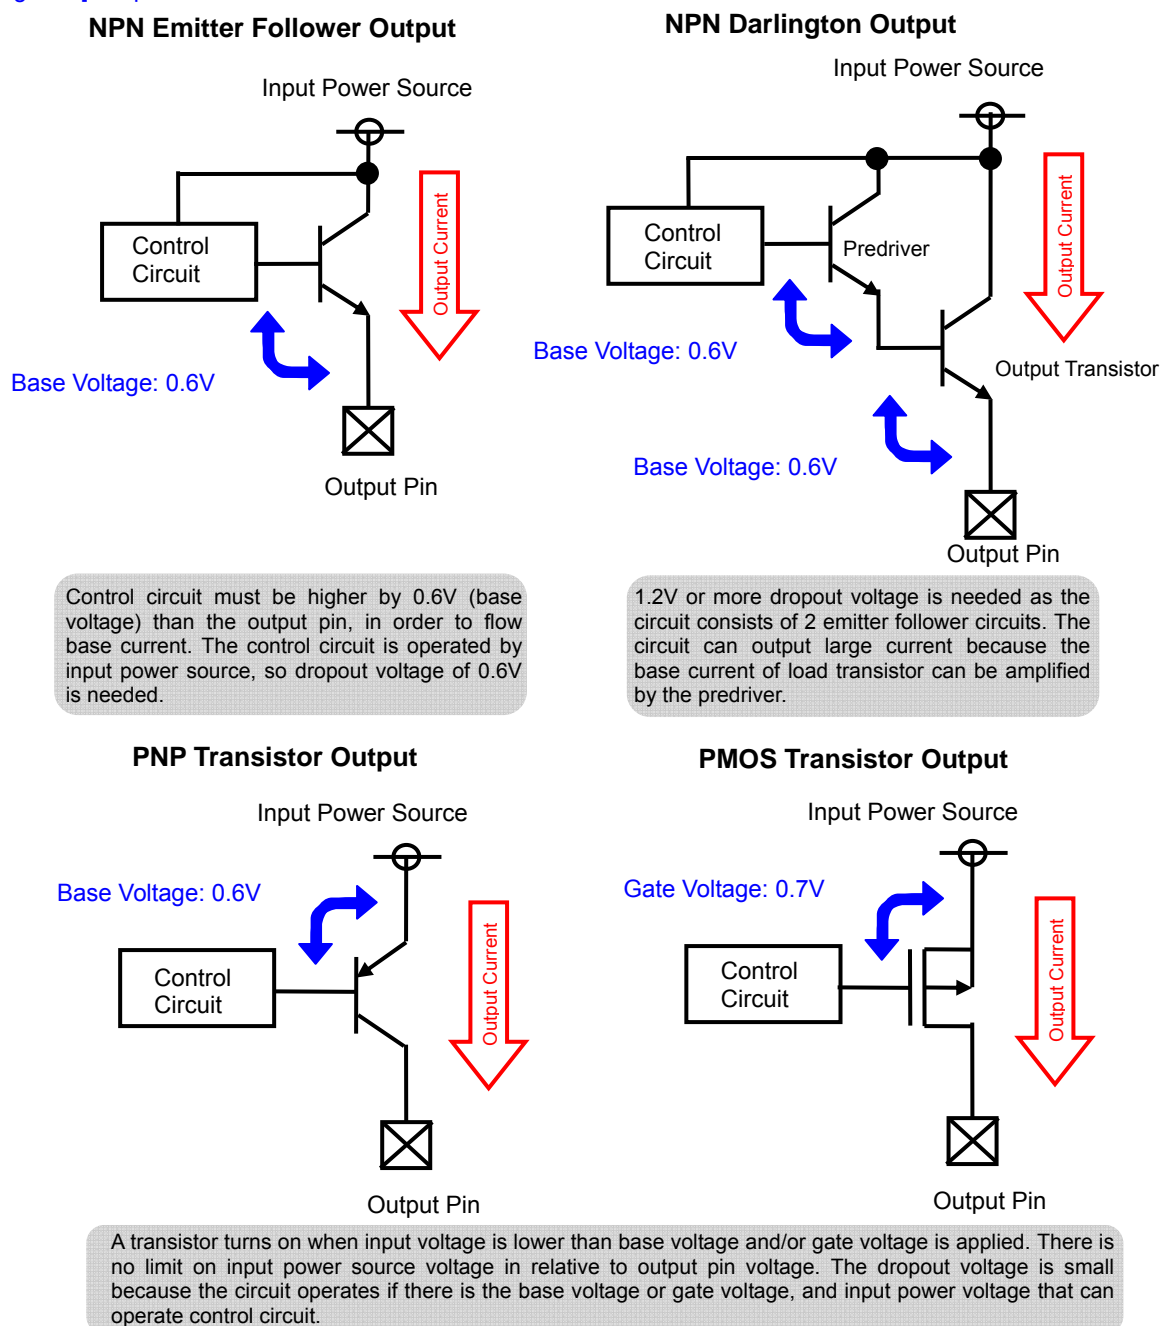 NPN Emitter Follower Output
Input Power Source
Control
Circuit
Output Current
Base Voltage: 0.6V
Output Pin
Control circuit must be higher by 0.6V (base
voltage) than the output pin, in order to flow
base current. The control circuit is operated by
input power source, so dropout voltage of 0.6V
is needed.
NPN Darlington Output
Input Power Source
Control
Circuit
Predriver
Output Current
Base Voltage: 0.6V
Output Transistor
Base Voltage: 0.6V
Output Pin
1.2V or more dropout voltage is needed as the
circuit consists of 2 emitter follower circuits. The
circuit can output large current because the
base current of load transistor can be amplified
by the predriver.
PNP Transistor Output
Input Power Source
Base Voltage: 0.6V
Control
Circuit
Output Current
Output Pin
PMOS Transistor Output
Input Power Source
Gate Voltage: 0.7V
Control
Circuit
Output Current
Output Pin
A transistor turns on when input voltage is lower than base voltage and/or gate voltage is applied. There is
no limit on input power source voltage in relative to output pin voltage. The dropout voltage is small
because the circuit operates if there is the base voltage or gate voltage, and input power voltage that can
operate control circuit.